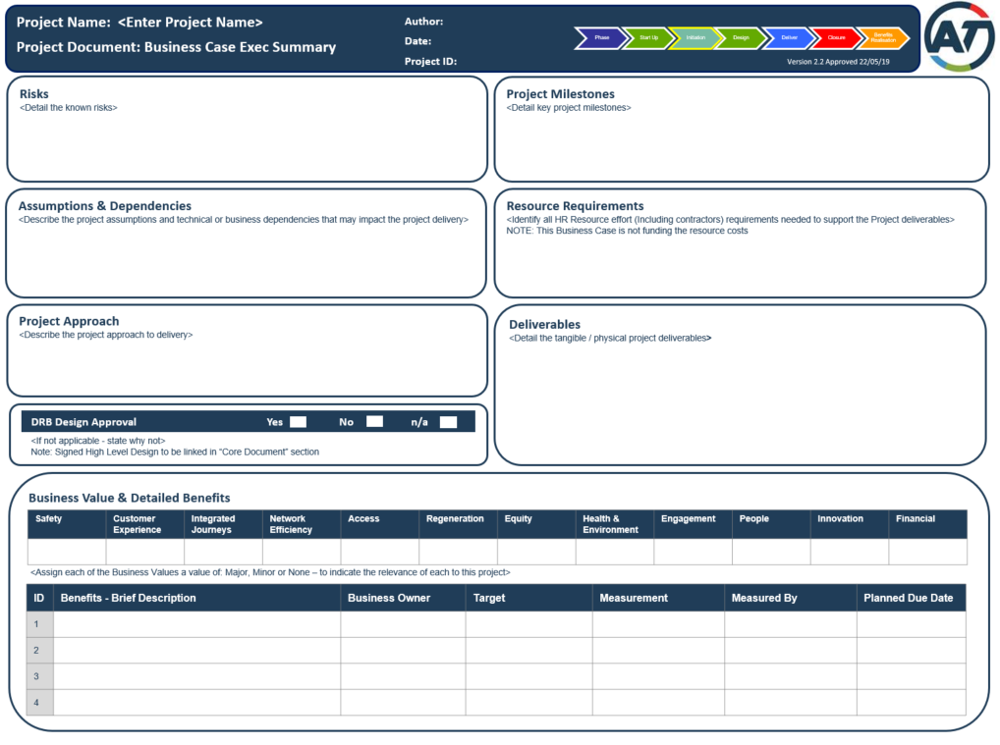 Project Name: <Enter Project Name>
Project Document: Business Case Exec Summary
Author:
Date:
Project ID:
Phase
Start Up
Initiation
Design
Deliver
Closure
Benefits
Realisation
Version 2.2 Approved 22/05/19
AT
Risks
<Detail the known risks>
Project Milestones
<Detail key project milestones>
Assumptions & Dependencies
<Describe the project assumptions and technical or business dependencies that may impact the project delivery>
Resource Requirements
<Identify all HR Resource effort (Including contractors) requirements needed to support the Project deliverables>
NOTE: This Business Case is not funding the resource costs
Project Approach
<Describe the project approach to delivery>
Deliverables
<Detail the tangible / physical project deliverables>
DRB Design Approval Yes No n/a
<If not applicable - state why not>
Note: Signed High Level Design to be linked in “Core Document” section
Business Value & Detailed Benefits
Safety
Customer
Experience
Integrated
Journeys
Network
Efficiency
Access
Regeneration
Equity
Health &
Environment
Engagement
People
Innovation
Financial
<Assign each of the Business Values a value of: Major, Minor or None – to indicate the relevance of each to this project>
ID Benefits - Brief Description Business Owner Target Measurement Measured By Planned Due Date
1
2
3
4